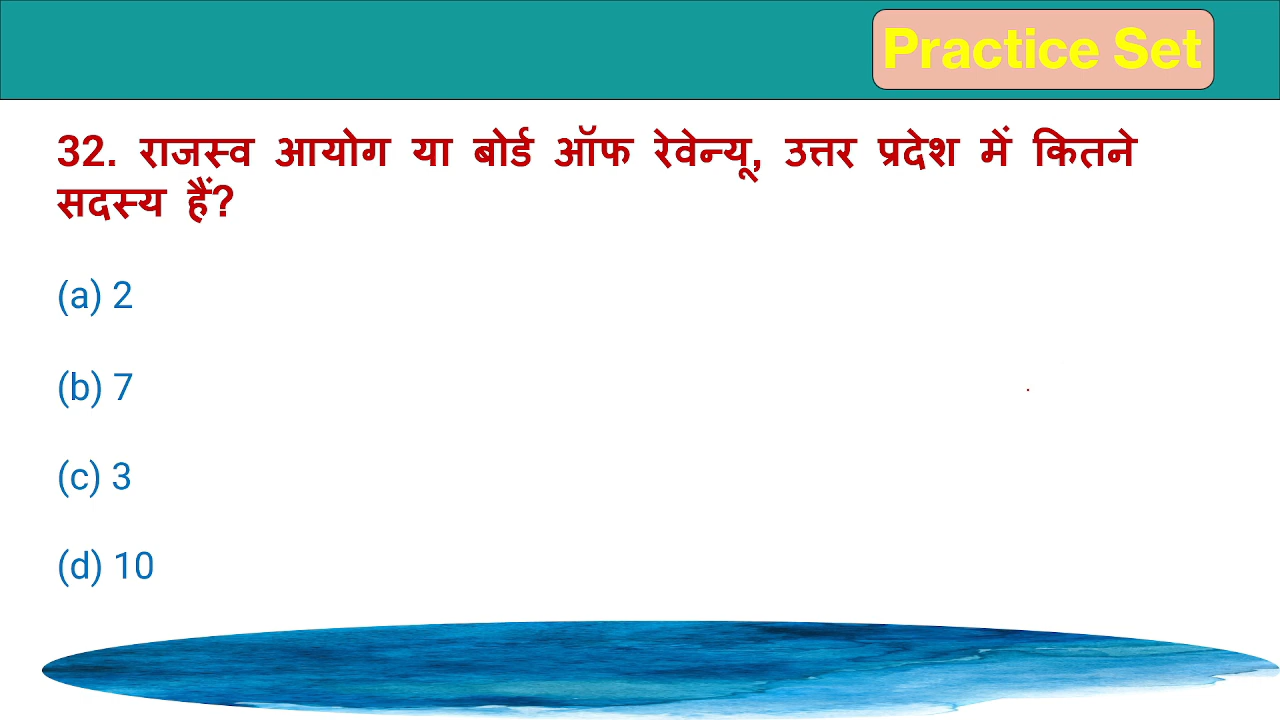 Practice Set
32. राजस्व आयोग या बोर्ड ऑफ रेवेन्यू, उत्तर प्रदेश में कितने
सदस्य हैं?
(a) 2
(b) 7
(c) 3
(d) 10